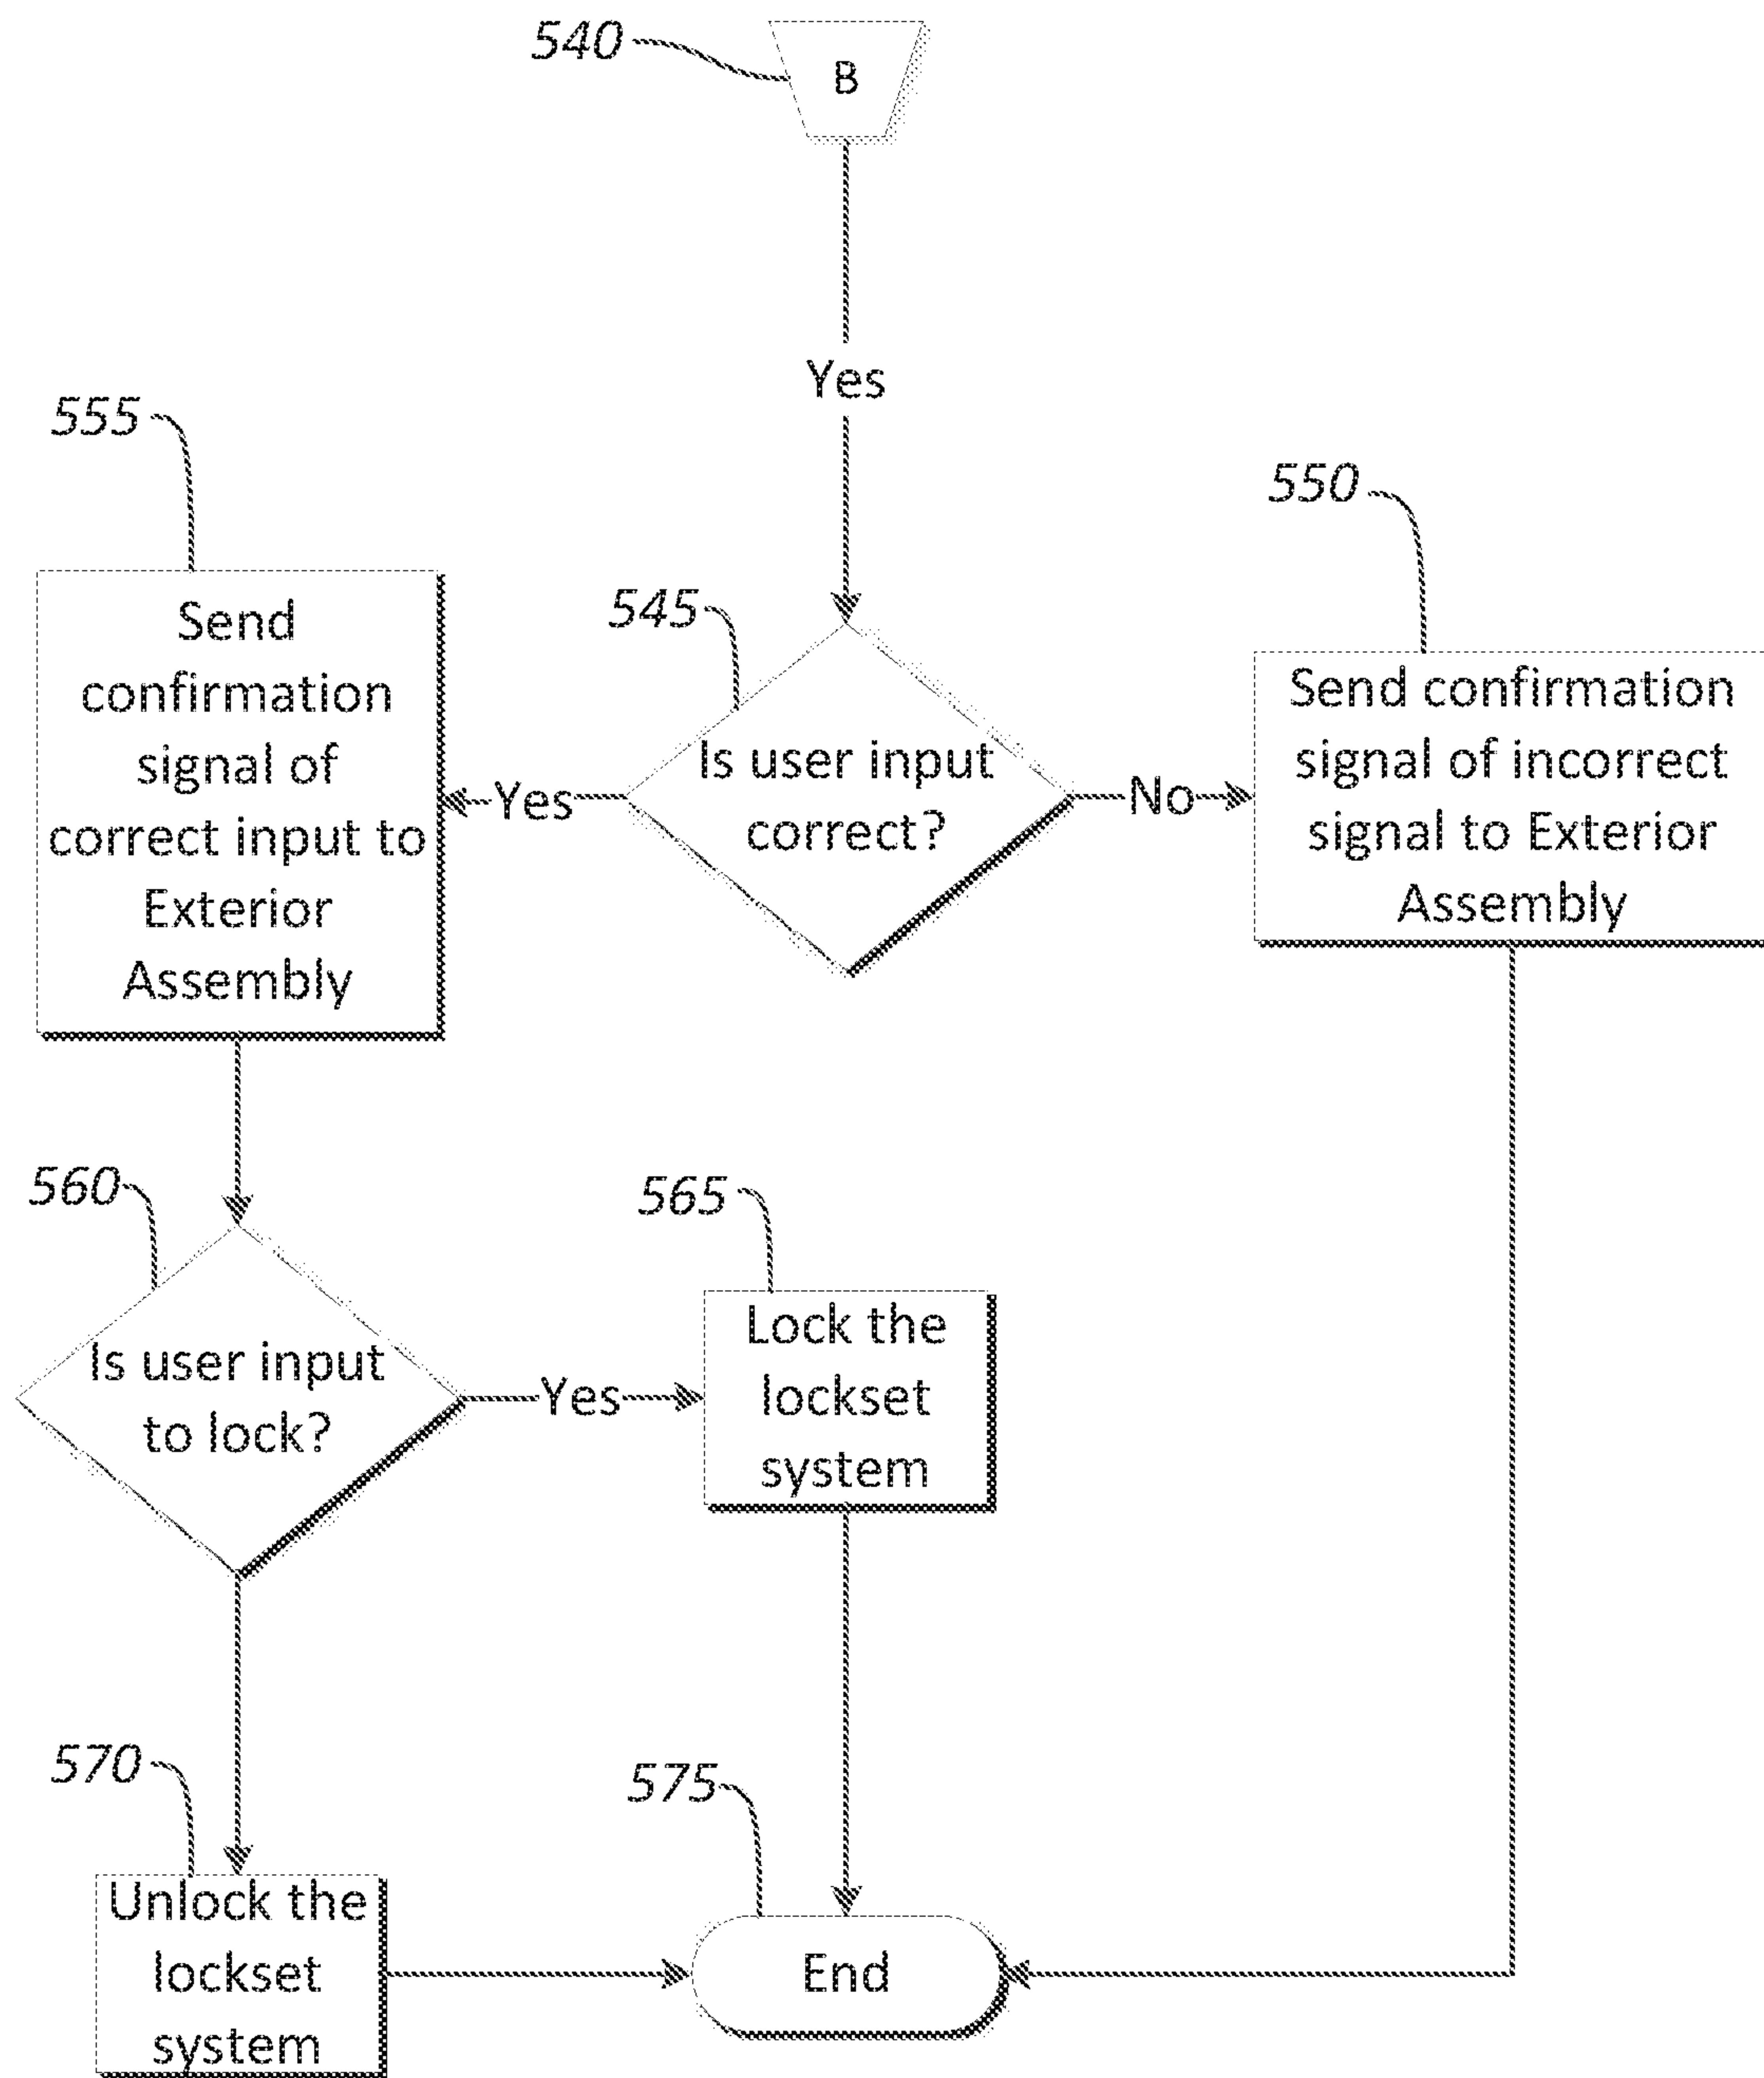 540
B
Yes
555
550
545
Send
confirmation
signal of
correct input to
Exterior
Assembly
Yes
Is user input
correct?
No
Send confirmation
signal of incorrect
signal to Exterior
Assembly
560
565
Is user input
to lock?
Yes
Lock the
lockset
system
570
575
Unlock the
lockset
system
End